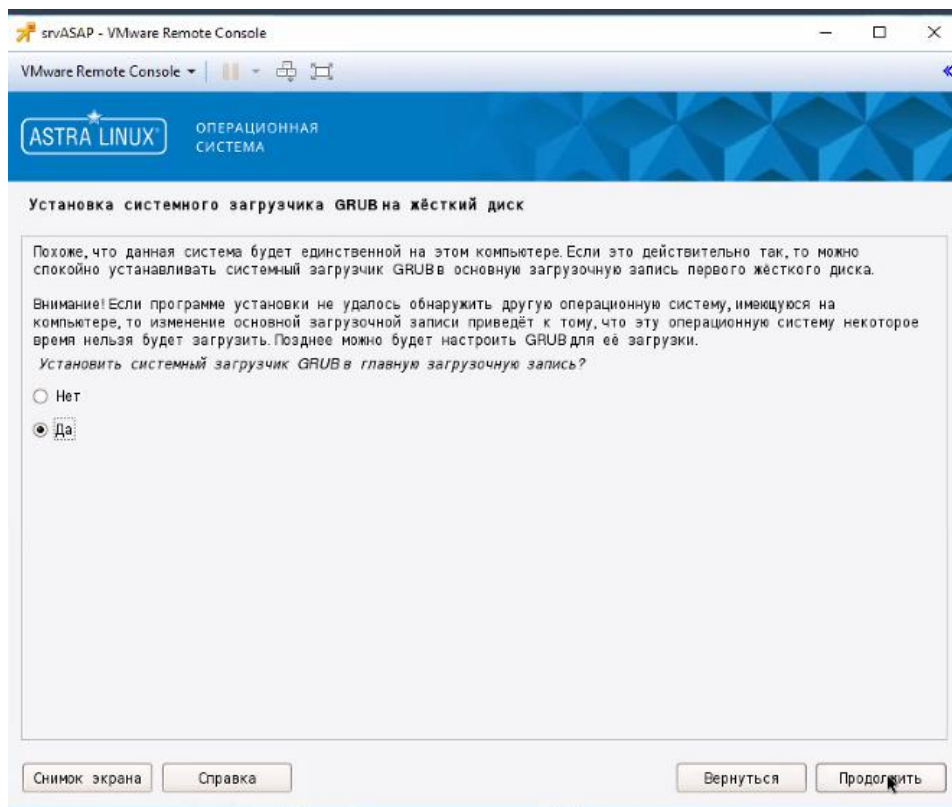 srvASAP - VMware Remote Console
VMware Remote Console
ASTRA LINUX®
ОПЕРАЦИОННАЯ
СИСТЕМА
Установка системного загрузчика GRUB на жёсткий диск
Похоже, что данная система будет единственной на этом компьютере. Если это действительно так, то можно
спокойно устанавливать системный загрузчик GRUB в основную загрузочную запись первого жёсткого диска.
Внимание! Если программе установки не удалось обнаружить другую операционную систему, имеющуюся на
компьютере, то изменение основной загрузочной записи приведёт к тому, что эту операционную систему некоторое
время нельзя будет загрузить. Позднее можно будет настроить GRUB для её загрузки.
Установить системный загрузчик GRUB в главную загрузочную запись?
Нет
Да
Снимок экрана Справка Вернуться Продолжить